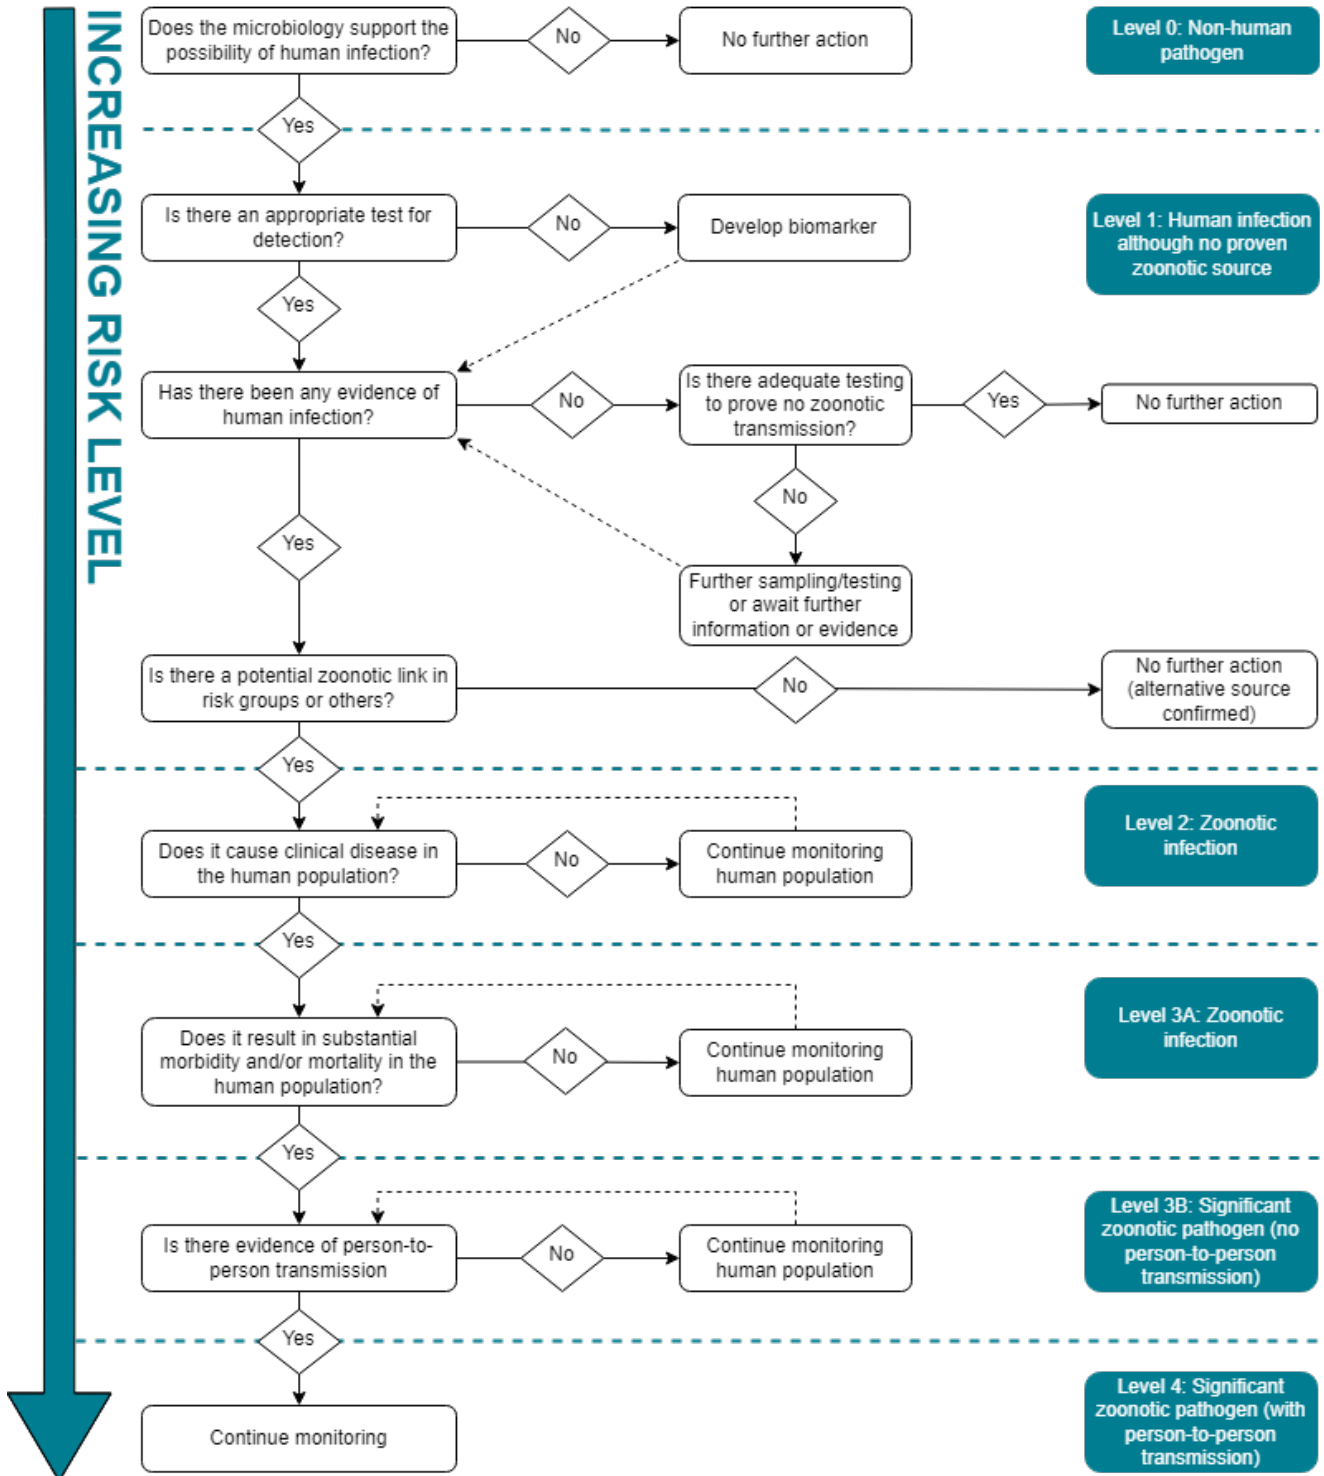 INCREASING RISK LEVEL
Does the microbiology support the
possibility of human infection?
No
No further action
Level 0: Non-human
pathogen
Yes
Is there an appropriate test for
detection?
No
Develop biomarker
Level 1: Human infection
although no proven
zoonotic source
Yes
Has there been any evidence of
human infection?
No
Is there adequate testing
to prove no zoonotic
transmission?
Yes
No further action
No
Yes
Further sampling/testing
or await further
information or evidence
Is there a potential zoonotic link in
risk groups or others?
No
No further action
(alternative source
confirmed)
Yes
Does it cause clinical disease in
the human population?
No
Continue monitoring
human population
Level 2: Zoonotic
infection
Yes
Does it result in substantial
morbidity and/or mortality in the
human population?
No
Continue monitoring
human population
Level 3A: Zoonotic
infection
Yes
Is there evidence of person-to-
person transmission
No
Continue monitoring
human population
Level 3B: Significant
zoonotic pathogen (no
person-to-person
transmission)
Yes
Continue monitoring
Level 4: Significant
zoonotic pathogen (with
person-to-person
transmission)